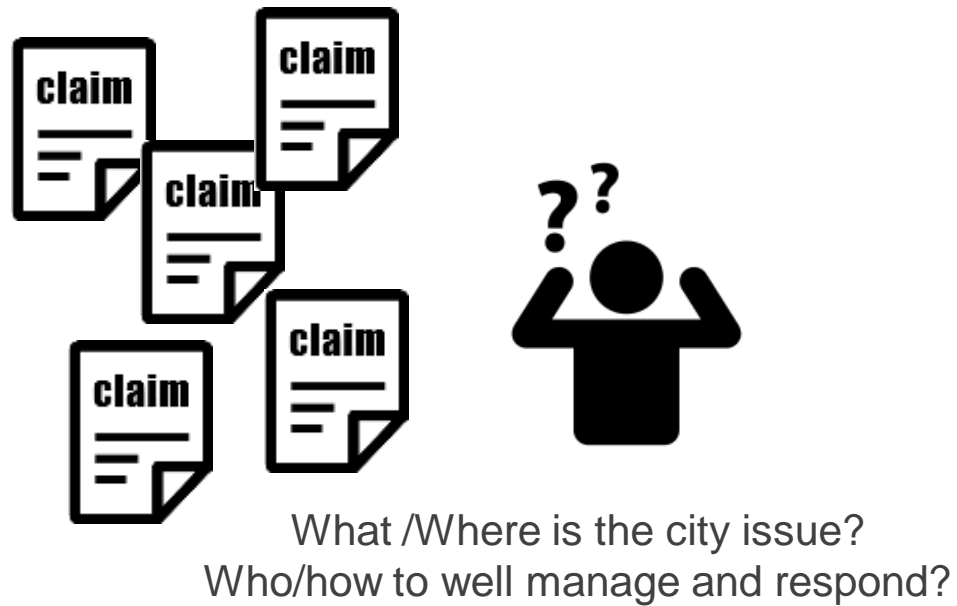 claim
claim
claim
claim
claim
? ?
What /Where is the city issue?
Who/how to well manage and respond?